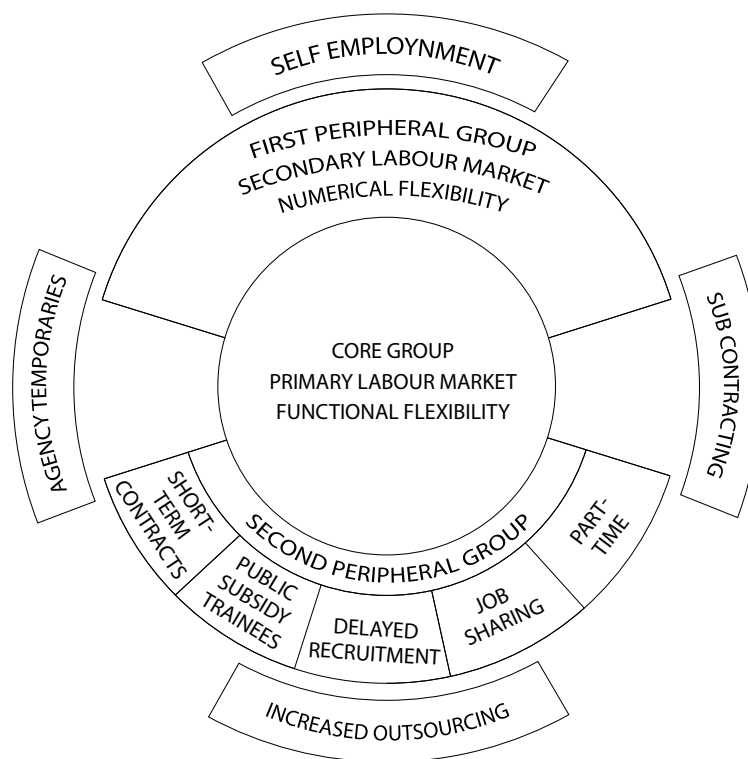 SELF EMPLOYNMENT
FIRST PERIPHERAL GROUP
SECONDARY LABOUR MARKET
NUMERICAL FLEXIBILITY
AGENCY TEMPORARIES
SUB CONTRACTING
CORE GROUP
PRIMARY LABOUR MARKET
FUNCTIONAL FLEXIBILITY
SECOND PERIPHERAL GROUP
SHORT-
TERM
CONTRACTS
PUBLIC
SUBSIDY
TRAINEES
DELAYED
RECRUITMENT
JOB
SHARING
PART-
TIME
INCREASED OUTSOURCING